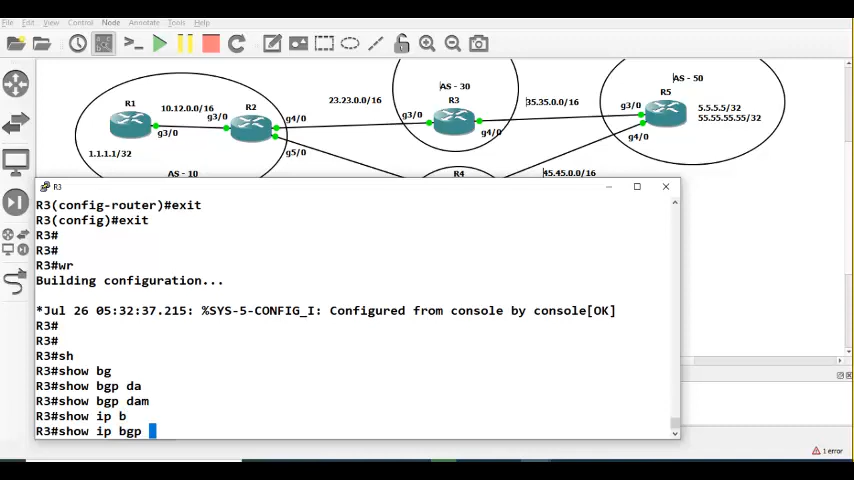 File Edit View Control Node Annotate Tools Help
AS - 30
AS - 50
R1
10.12.0.0/16
R2
23.23.0.0/16
R3
35.35.0.0/16
R5
g3/0
g3/0
g4/0
g3/0
g4/0
g3/0
5.5.5.5/32
55.55.55.55/32
g4/0
1.1.1.1/32
g5/0
AS - 10
R4
45.45.0.0/16
R3
R3(config-router)#exit
R3(config)#exit
R3#
R3#
R3#wr
Building configuration...
*Jul 26 05:32:37.215: %SYS-5-CONFIG_I: Configured from console by console[OK]
R3#
R3#
R3#sh
R3#show bg
R3#show bgp da
R3#show bgp dam
R3#show ip b
R3#show ip bgp
1 error